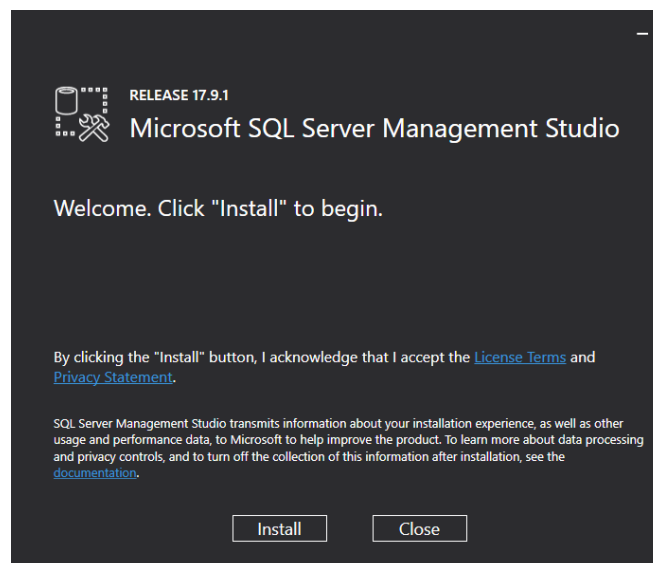 RELEASE 17.9.1
Microsoft SQL Server Management Studio
Welcome. Click "Install" to begin.
By clicking the "Install" button, I acknowledge that I accept the License Terms and
Privacy Statement.
SQL Server Management Studio transmits information about your installation experience, as well as other
usage and performance data, to Microsoft to help improve the product. To learn more about data processing
and privacy controls, and to turn off the collection of this information after installation, see the
documentation.
Install
Close